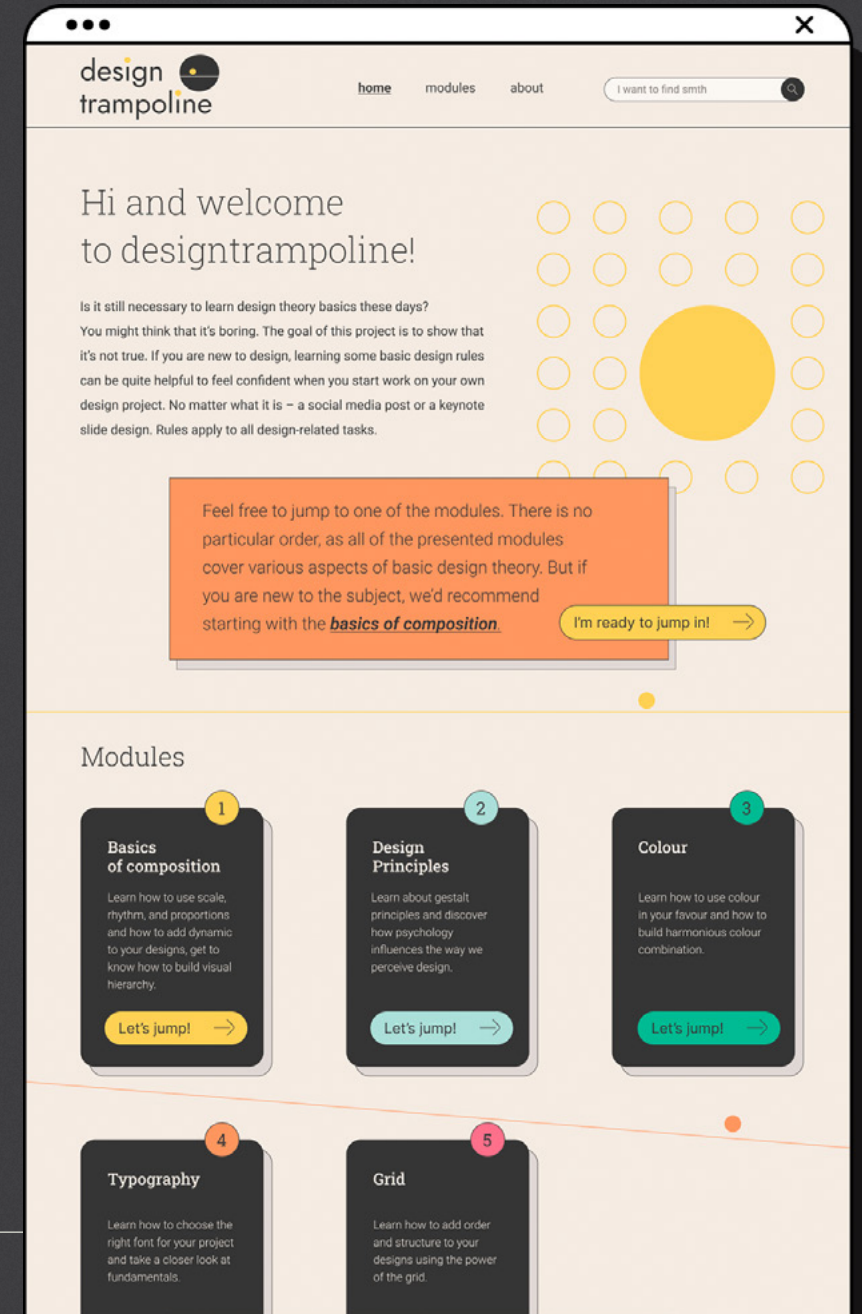 design
trampoline
home modules about I want to find smth
Hi and welcome
to designtrampoline!
Is it still necessary to learn design theory basics these days?
You might think that it's boring. The goal of this project is to show that
it's not true. If you are new to design, learning some basic design rules
can be quite helpful to feel confident when you start work on your own
design project. No matter what it is – a social media post or a keynote
slide design. Rules apply to all design-related tasks.
Feel free to jump to one of the modules. There is no
particular order, as all of the presented modules
cover various aspects of basic design theory. But if
you are new to the subject, we'd recommend
starting with the basics of composition.
I'm ready to jump in!
Modules
1
Basics
of composition
Learn how to use scale,
rhythm, and proportions
and how to add dynamic
to your designs, get to
know how to build visual
hierarchy.
Let's jump!
2
Design
Principles
Learn about gestalt
principles and discover
how psychology
influences the way we
perceive design.
Let's jump!
3
Colour
Learn how to use colour
in your favour and how to
build harmonious colour
combination.
Let's jump!
4
Typography
Learn how to choose the
right font for your project
and take a closer look at
fundamentals.
5
Grid
Learn how to add order
and structure to your
designs using the power
of the grid.